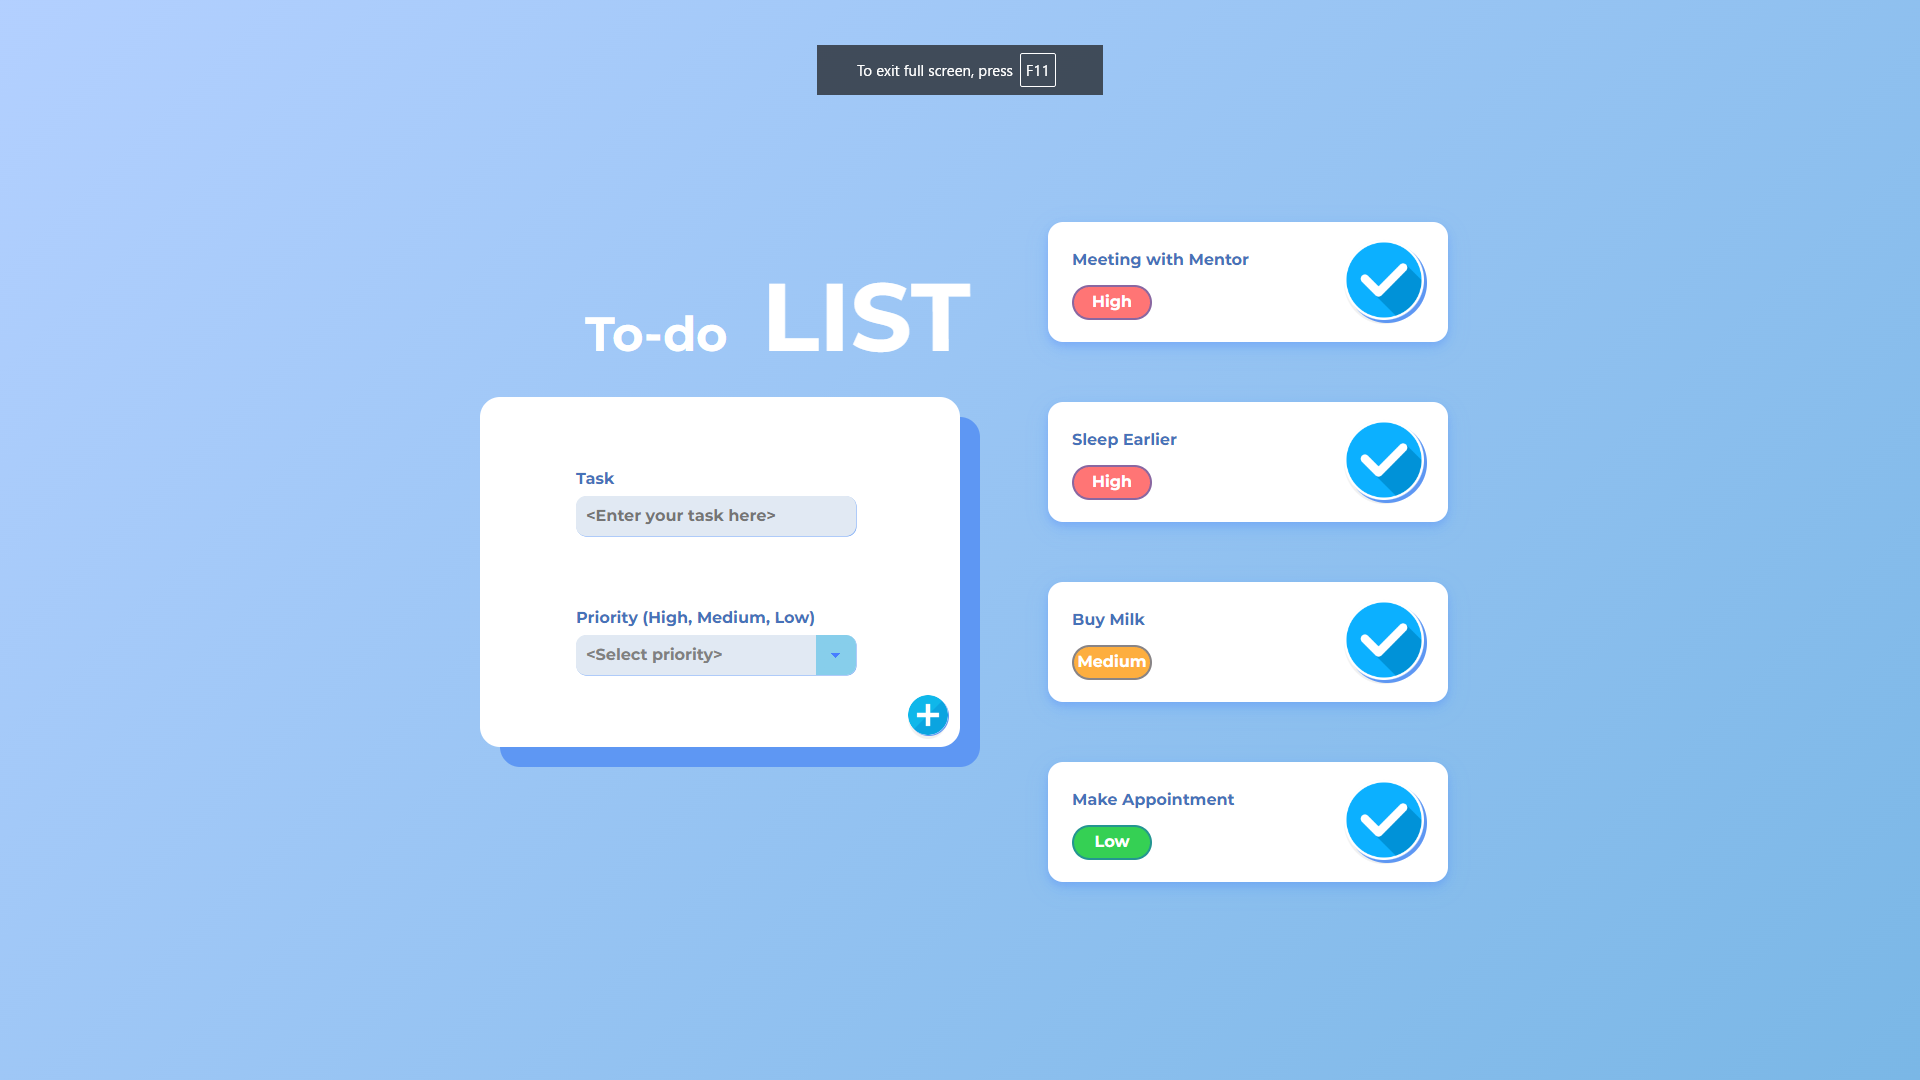 To exit full screen, press F11
To-do LIST
Task
<Enter your task here>
Priority (High, Medium, Low)
<Select priority>
Meeting with Mentor
High
Sleep Earlier
High
Buy Milk
Medium
Make Appointment
Low